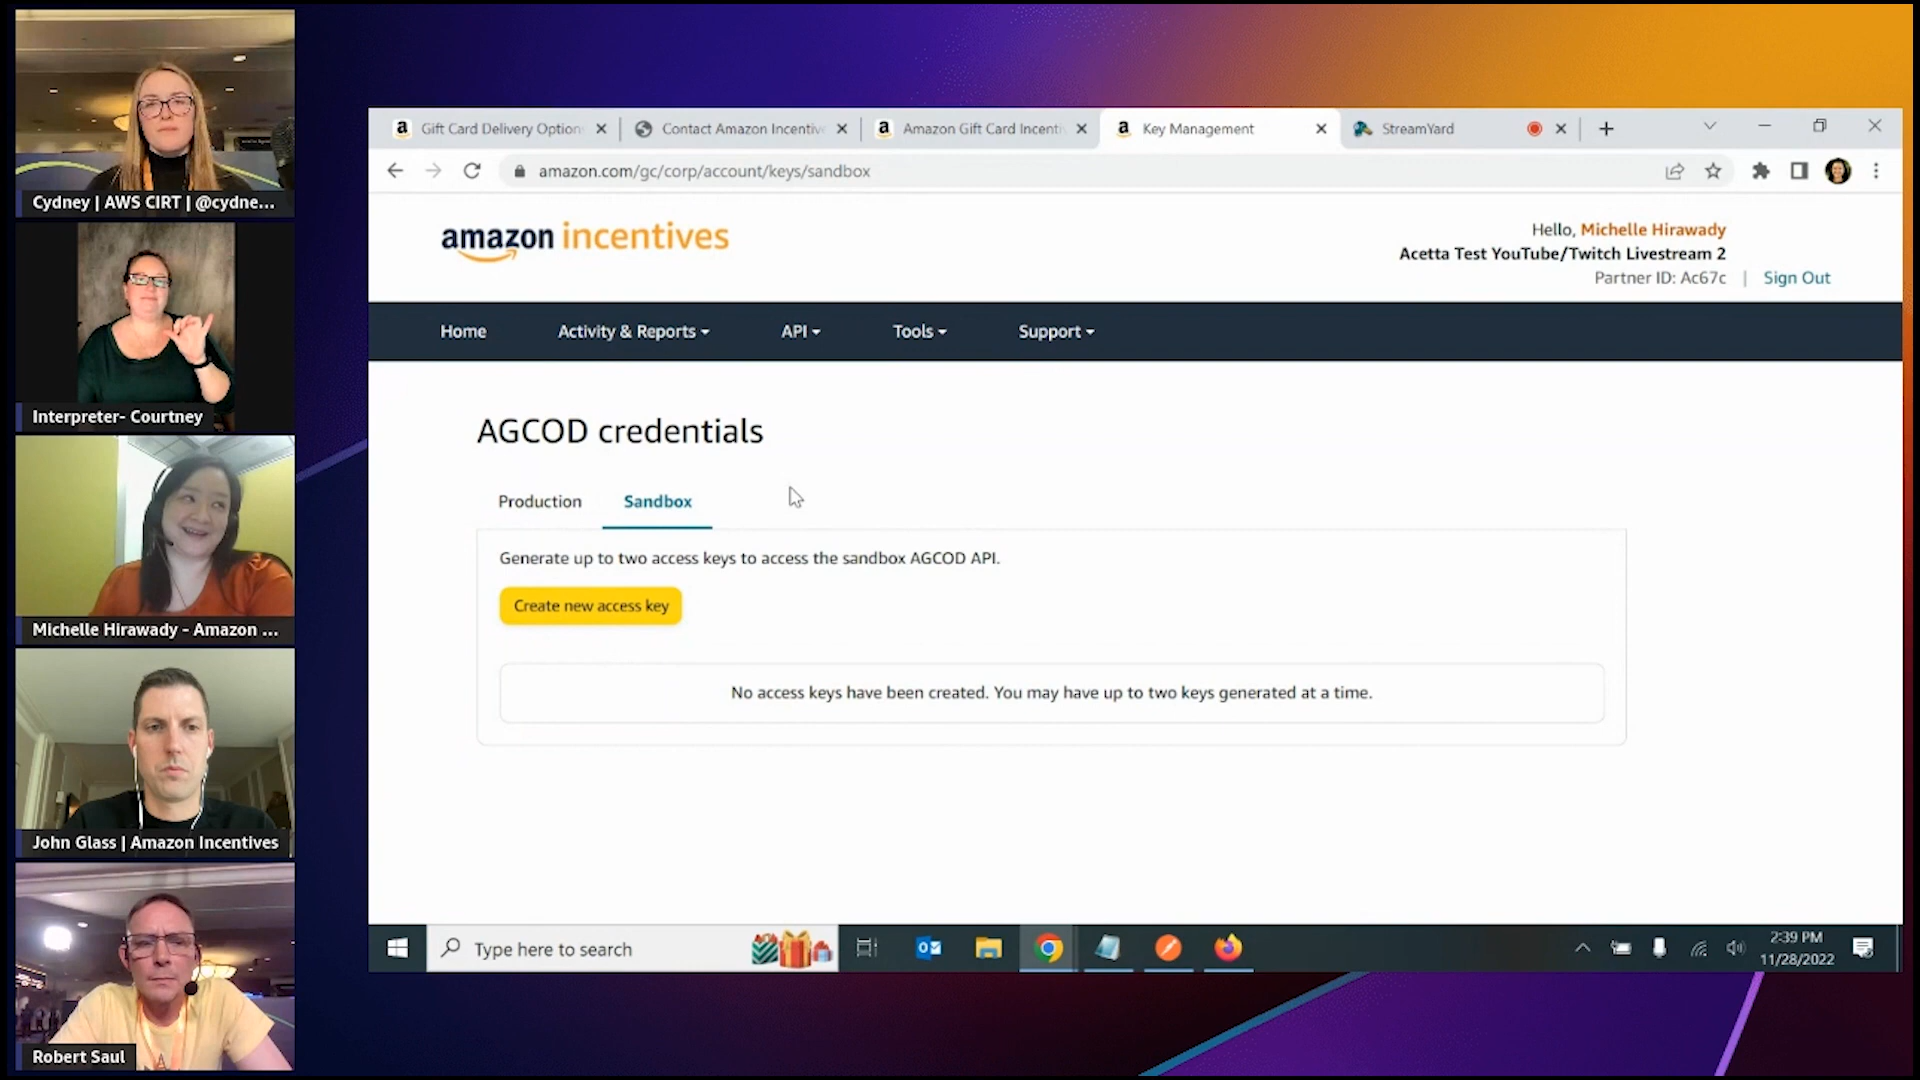 Cydney | AWS CIRT | @cydne...
Interpreter- Courtney
Michelle Hirawady - Amazon ...
John Glass | Amazon Incentives
Robert Saul
Gift Card Delivery Option
Contact Amazon Incentiv
Amazon Gift Card Incenti
Key Management
StreamYard
amazon.com/gc/corp/account/keys/sandbox
amazon incentives
Hello, Michelle Hirawady
Acetta Test YouTube/Twitch Livestream 2
Partner ID: Ac67c | Sign Out
Home Activity & Reports API Tools Support
AGCOD credentials
Production Sandbox
Generate up to two access keys to access the sandbox AGCOD API.
Create new access key
No access keys have been created. You may have up to two keys generated at a time.
Type here to search
2:39 PM
11/28/2022